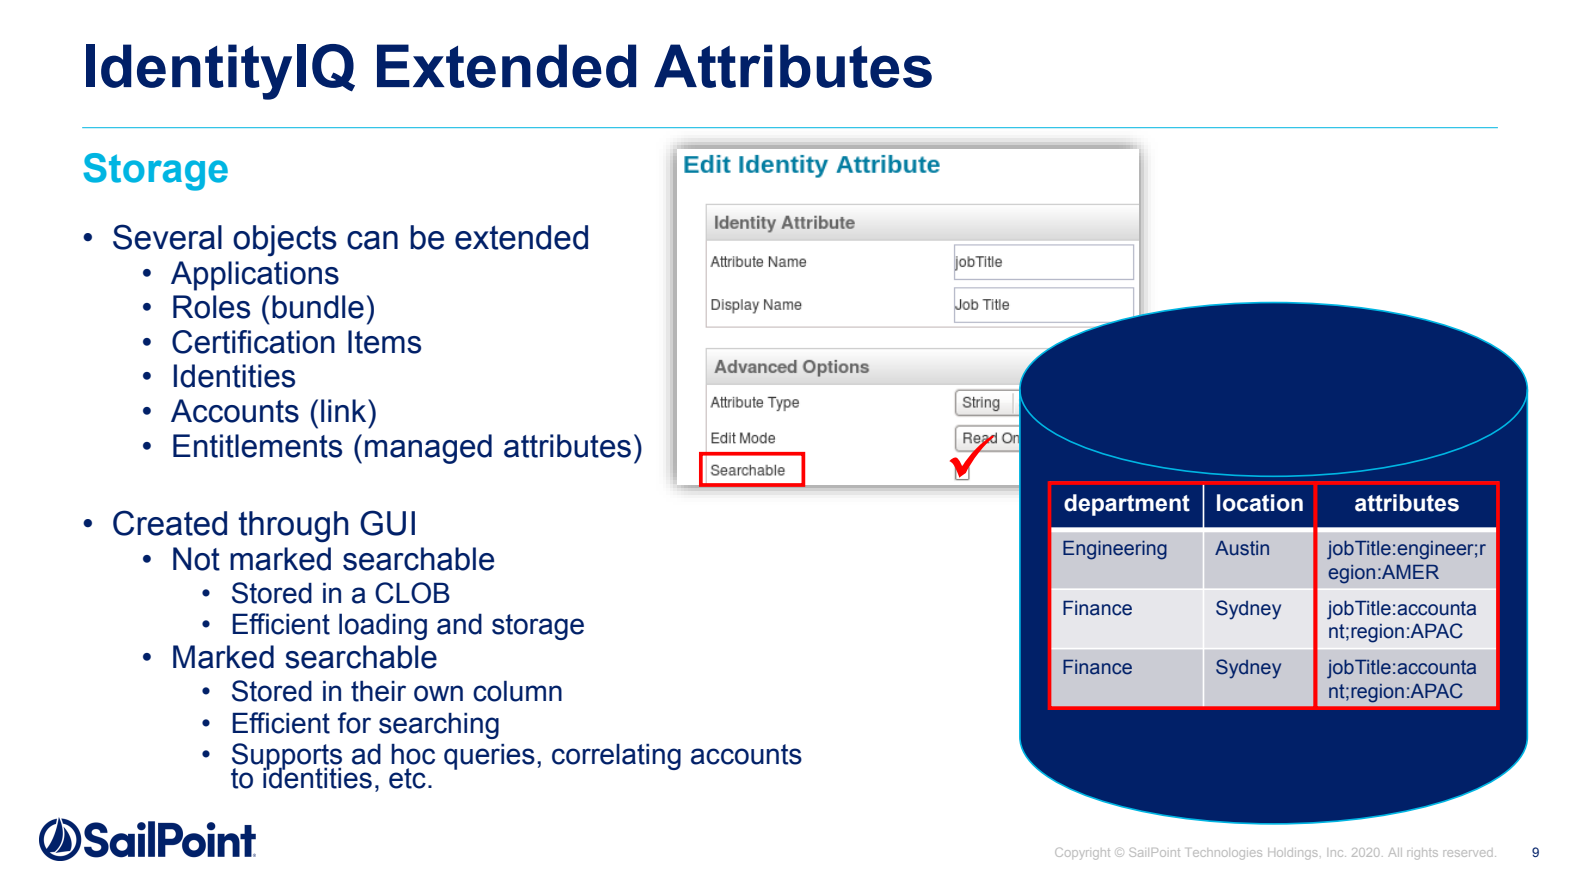 IdentityIQ Extended Attributes
Storage
• Several objects can be extended
• Applications
• Roles (bundle)
• Certification Items
• Identities
• Accounts (link)
• Entitlements (managed attributes)
• Created through GUI
• Not marked searchable
• Stored in a CLOB
• Efficient loading and storage
• Marked searchable
• Stored in their own column
• Efficient for searching
• Supports ad hoc queries, correlating accounts
to identities, etc.
Edit Identity Attribute
Identity Attribute
Attribute Name jobTitle
Display Name Job Title
Advanced Options
Attribute Type String
Edit Mode Read On
Searchable
department location attributes
Engineering Austin jobTitle:engineer;r
egion:AMER
Finance Sydney jobTitle:accounta
nt;region:APAC
Finance Sydney jobTitle:accounta
nt;region:APAC
SailPoint
Copyright © SailPoint Technologies Holdings, Inc. 2020. All rights reserved. 9